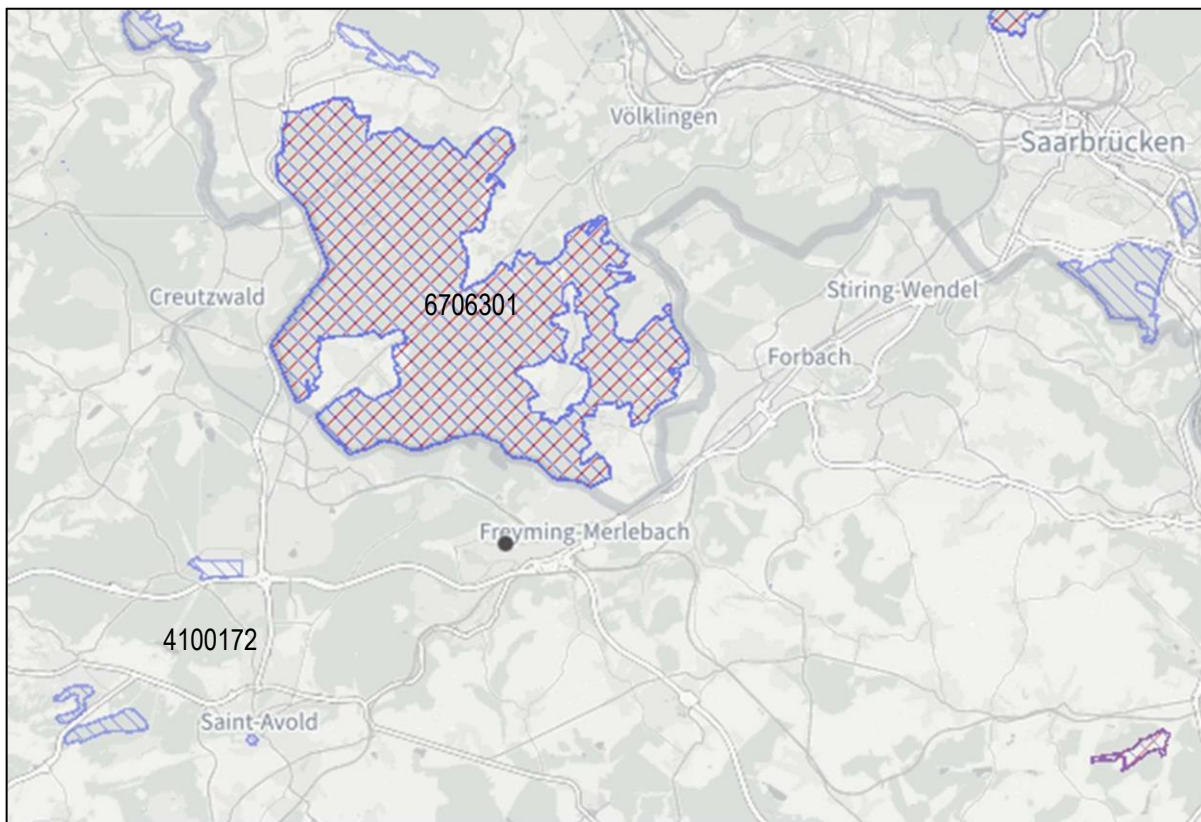 Völklingen
Saarbrücken
Creutzwald
6706301
Stiring-Wendel
Forbach
Freyming-Merlebach
4100172
Saint-Avold